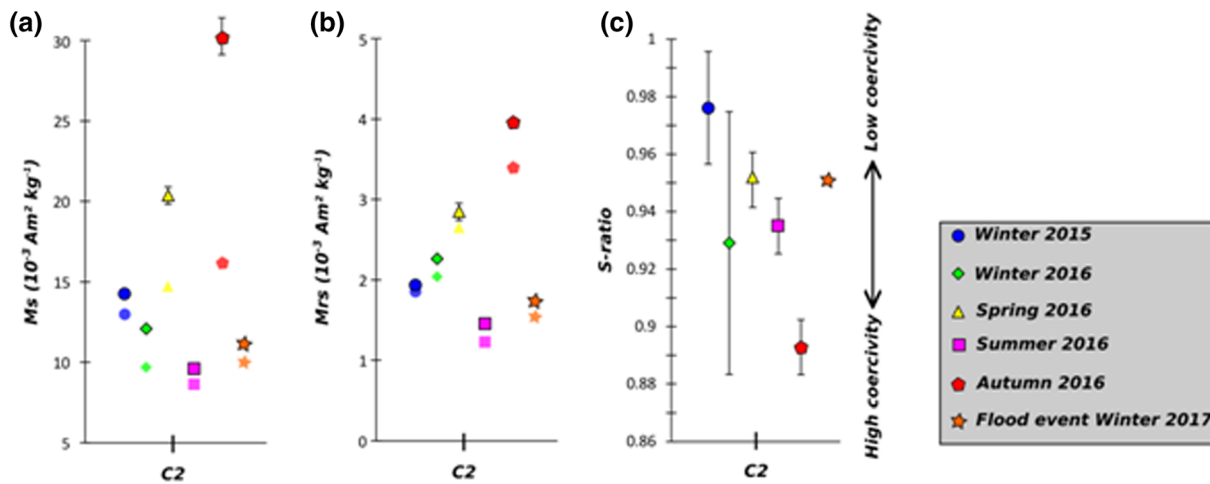 (a)
30
25
20
15
10
5
Ms (10⁻³ Am² kg⁻¹)
C2
(b)
5
4
3
2
1
0
Mrs (10⁻³ Am² kg⁻¹)
C2
(c)
1
0.98
0.96
0.94
0.92
0.9
0.88
0.86
S-ratio
C2
Low coercivity
High coercivity
Winter 2015
Winter 2016
Spring 2016
Summer 2016
Autumn 2016
Flood event Winter 2017